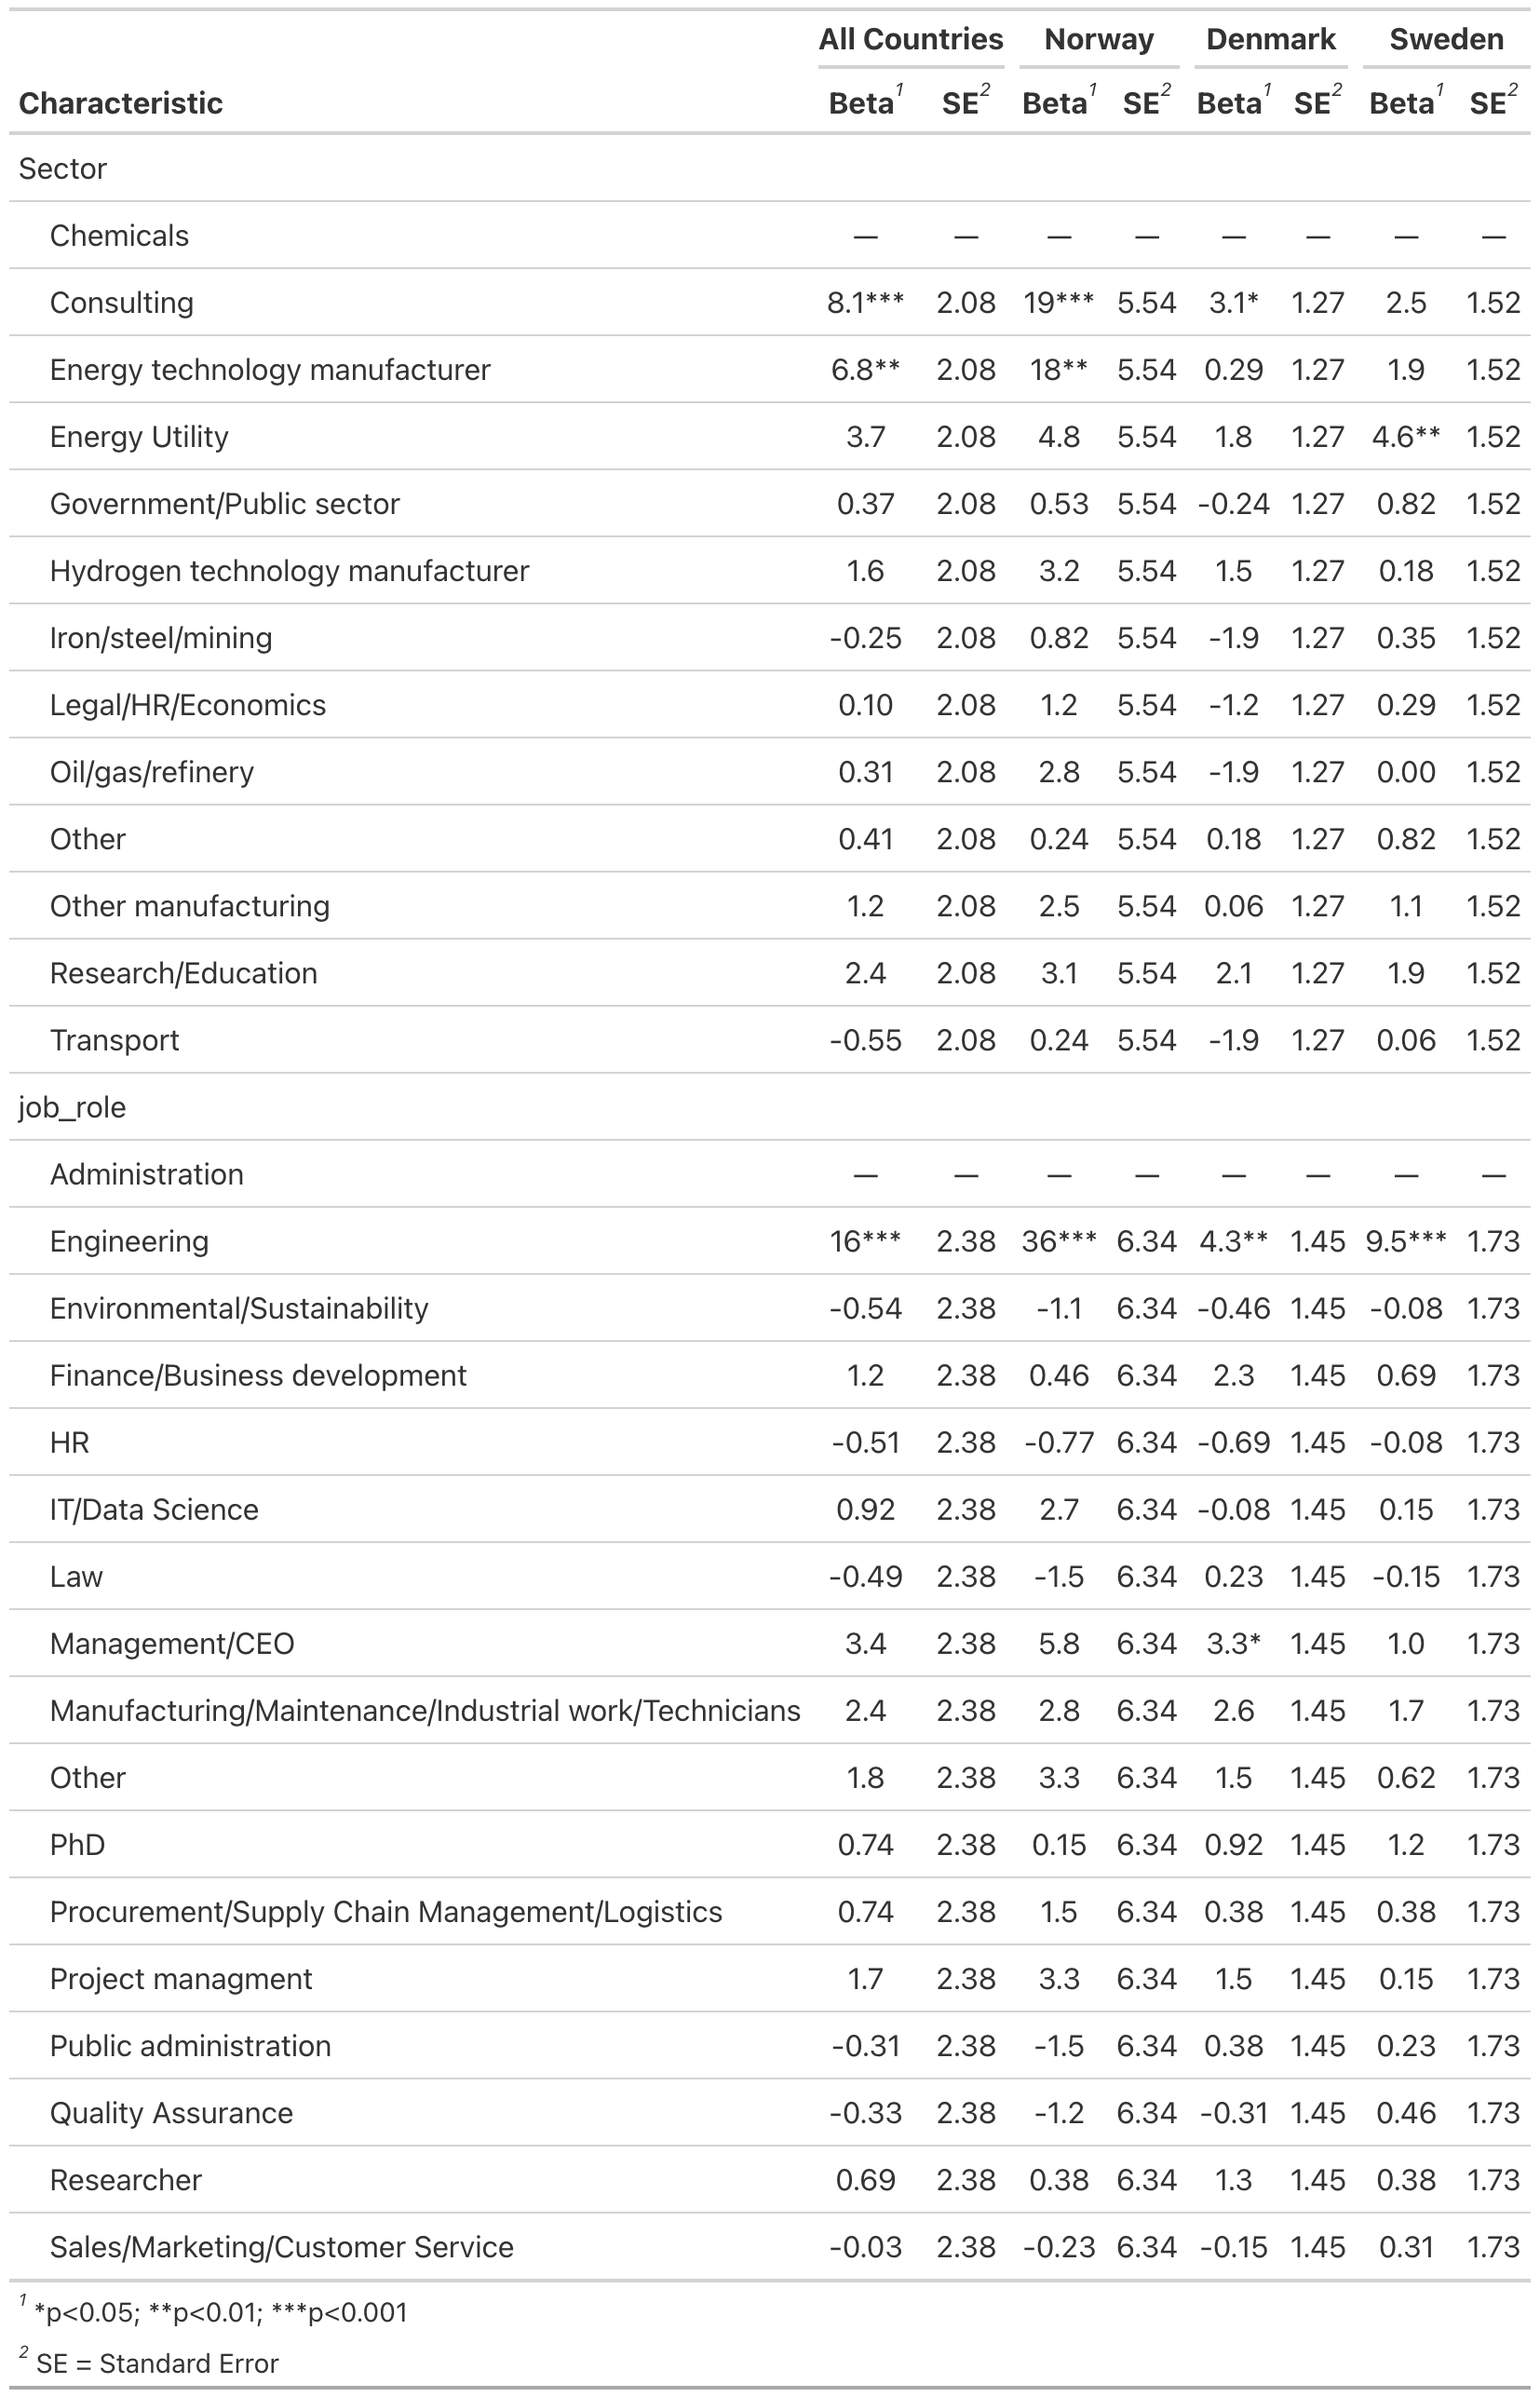 All Countries Norway Denmark Sweden
Characteristic Beta1 SE2 Beta1 SE2 Beta1 SE2 Beta1 SE2
Sector
Chemicals — — — — — — — —
Consulting 8.1*** 2.08 19*** 5.54 3.1* 1.27 2.5 1.52
Energy technology manufacturer 6.8** 2.08 18** 5.54 0.29 1.27 1.9 1.52
Energy Utility 3.7 2.08 4.8 5.54 1.8 1.27 4.6** 1.52
Government/Public sector 0.37 2.08 0.53 5.54 -0.24 1.27 0.82 1.52
Hydrogen technology manufacturer 1.6 2.08 3.2 5.54 1.5 1.27 0.18 1.52
Iron/steel/mining -0.25 2.08 0.82 5.54 -1.9 1.27 0.35 1.52
Legal/HR/Economics 0.10 2.08 1.2 5.54 -1.2 1.27 0.29 1.52
Oil/gas/refinery 0.31 2.08 2.8 5.54 -1.9 1.27 0.00 1.52
Other 0.41 2.08 0.24 5.54 0.18 1.27 0.82 1.52
Other manufacturing 1.2 2.08 2.5 5.54 0.06 1.27 1.1 1.52
Research/Education 2.4 2.08 3.1 5.54 2.1 1.27 1.9 1.52
Transport -0.55 2.08 0.24 5.54 -1.9 1.27 0.06 1.52
job_role
Administration — — — — — — — —
Engineering 16*** 2.38 36*** 6.34 4.3** 1.45 9.5*** 1.73
Environmental/Sustainability -0.54 2.38 -1.1 6.34 -0.46 1.45 -0.08 1.73
Finance/Business development 1.2 2.38 0.46 6.34 2.3 1.45 0.69 1.73
HR -0.51 2.38 -0.77 6.34 -0.69 1.45 -0.08 1.73
IT/Data Science 0.92 2.38 2.7 6.34 -0.08 1.45 0.15 1.73
Law -0.49 2.38 -1.5 6.34 0.23 1.45 -0.15 1.73
Management/CEO 3.4 2.38 5.8 6.34 3.3* 1.45 1.0 1.73
Manufacturing/Maintenance/Industrial work/Technicians 2.4 2.38 2.8 6.34 2.6 1.45 1.7 1.73
Other 1.8 2.38 3.3 6.34 1.5 1.45 0.62 1.73
PhD 0.74 2.38 0.15 6.34 0.92 1.45 1.2 1.73
Procurement/Supply Chain Management/Logistics 0.74 2.38 1.5 6.34 0.38 1.45 0.38 1.73
Project managment 1.7 2.38 3.3 6.34 1.5 1.45 0.15 1.73
Public administration -0.31 2.38 -1.5 6.34 0.38 1.45 0.23 1.73
Quality Assurance -0.33 2.38 -1.2 6.34 -0.31 1.45 0.46 1.73
Researcher 0.69 2.38 0.38 6.34 1.3 1.45 0.38 1.73
Sales/Marketing/Customer Service -0.03 2.38 -0.23 6.34 -0.15 1.45 0.31 1.73
1 *p<0.05; **p<0.01; ***p<0.001
2 SE = Standard Error